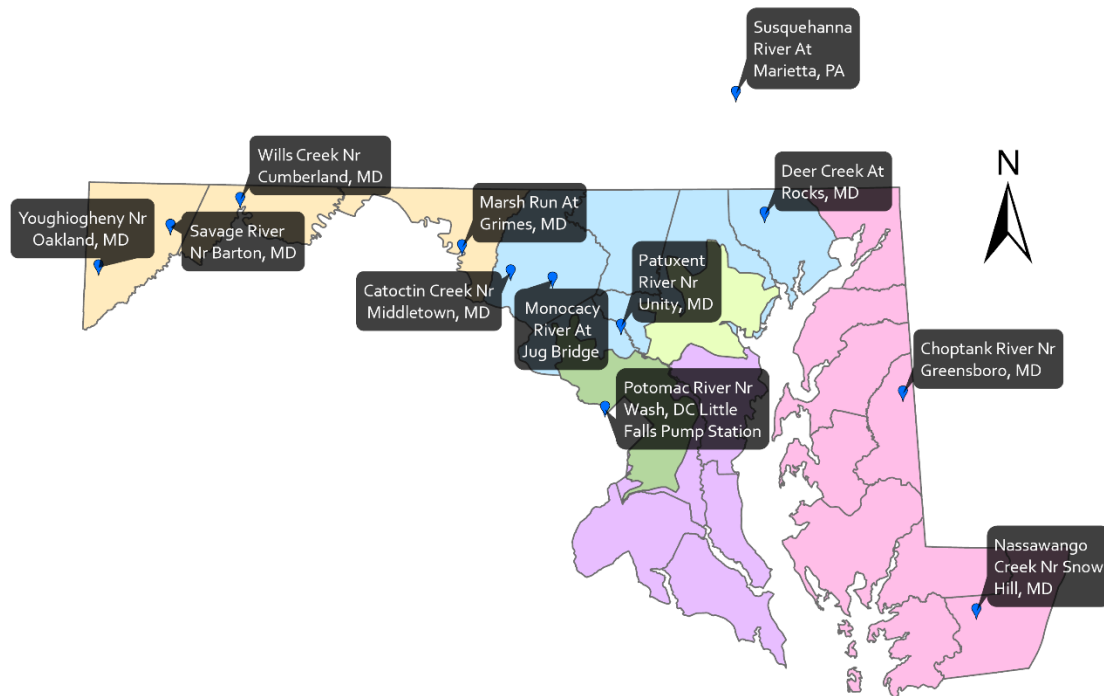 Susquehanna
River At
Marietta, PA
Wills Creek Nr
Cumberland, MD
N
Deer Creek At
Rocks, MD
Marsh Run At
Grimes, MD
Youghiogheny Nr
Oakland, MD
Savage River
Nr Barton, MD
Patuxent
River Nr
Unity, MD
Catoctin Creek Nr
Middletown, MD
Monocacy
River At
Jug Bridge
Choptank River Nr
Greensboro, MD
Potomac River Nr
Wash, DC Little
Falls Pump Station
Nassawango
Creek Nr Snow
Hill, MD